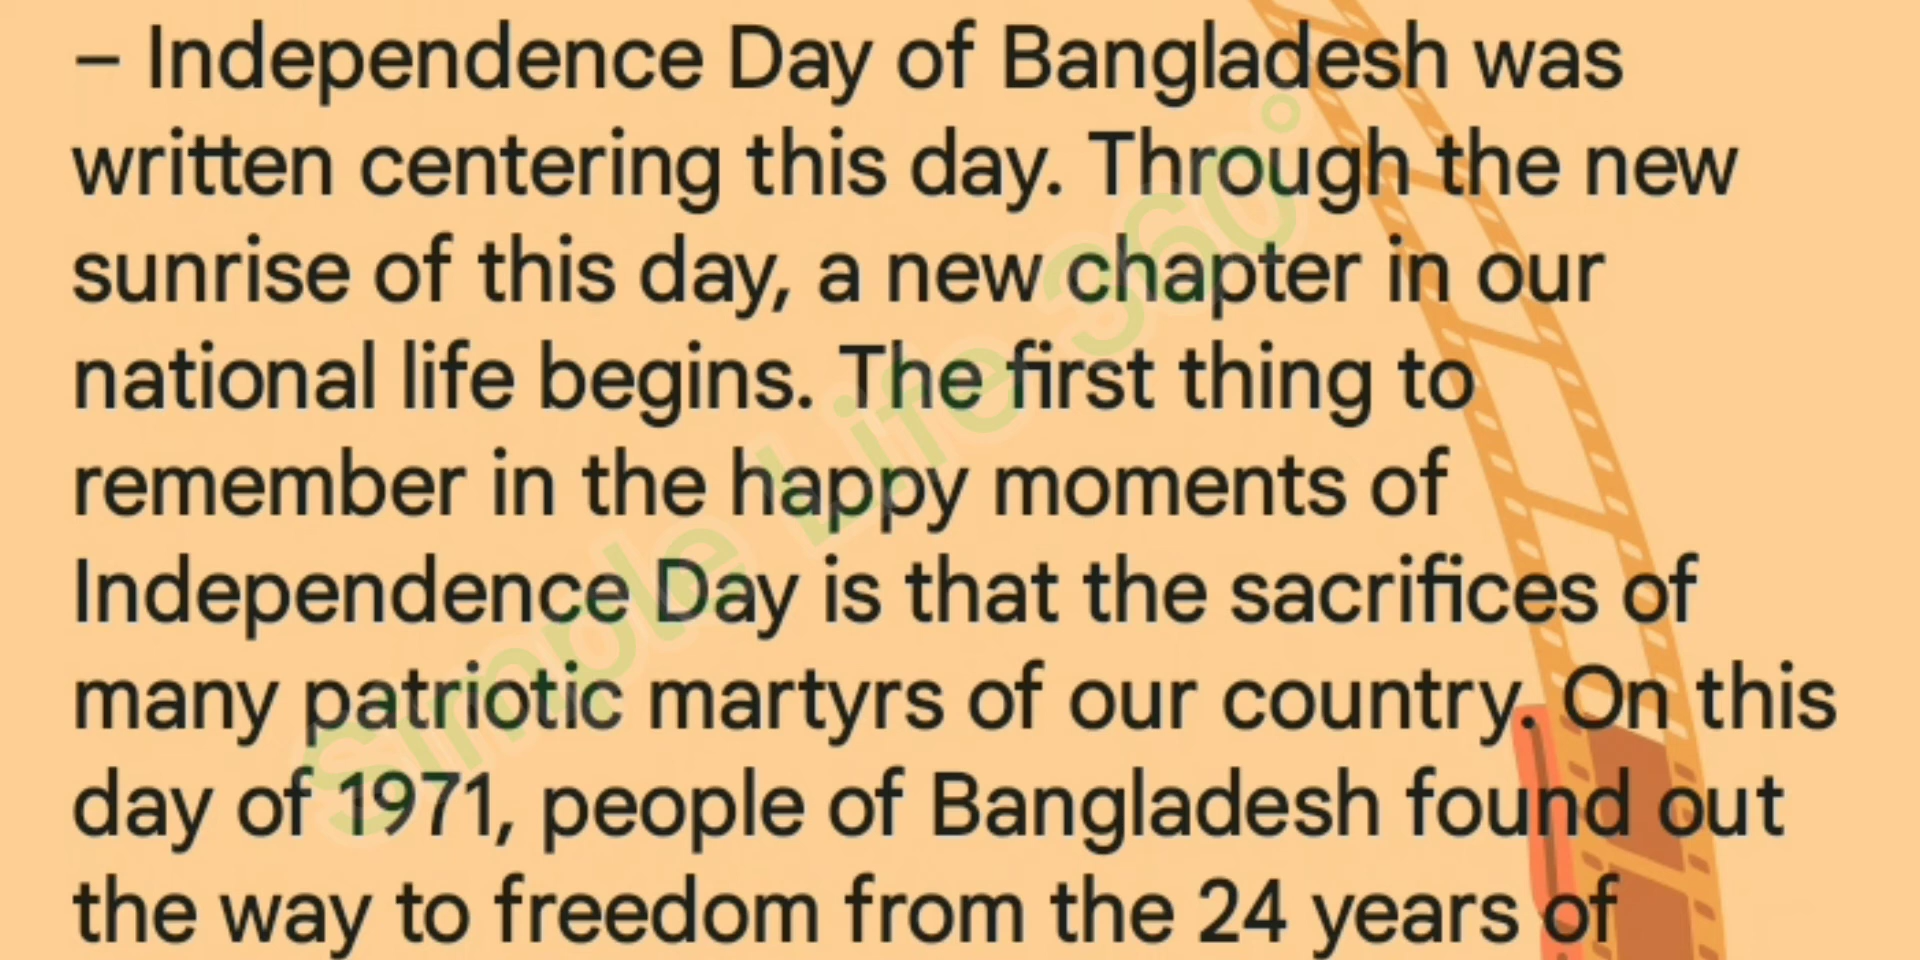 – Independence Day of Bangladesh was
written centering this day. Through the new
sunrise of this day, a new chapter in our
national life begins. The first thing to
remember in the happy moments of
Independence Day is that the sacrifices of
many patriotic martyrs of our country. On this
day of 1971, people of Bangladesh found out
the way to freedom from the 24 years of
Simple Life 360°